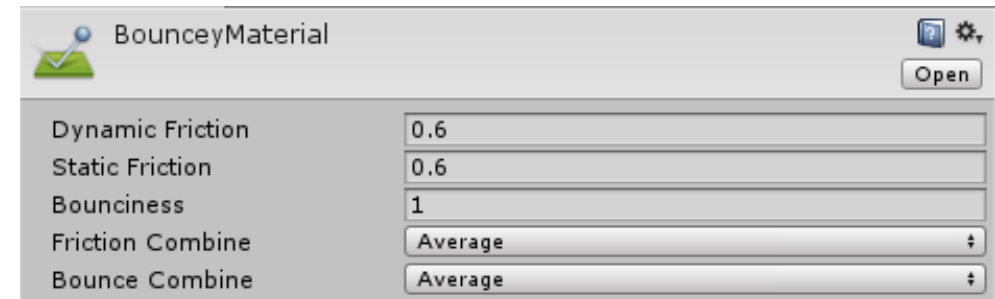 BounceyMaterial
Open
Dynamic Friction 0.6
Static Friction 0.6
Bounciness 1
Friction Combine Average
Bounce Combine Average